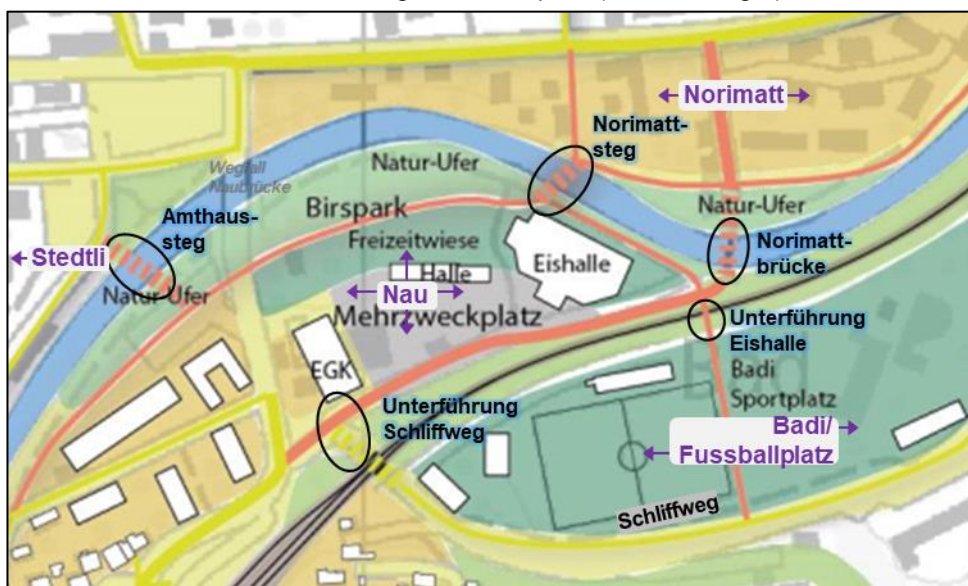 Norimatt
Norimatt-
steg
Wegfall
Naubrücke
Natur-Ufer
Amthaus-
steg
Birspark
Natur-Ufer
Stedtli
Freizeitwiese
Norimatt-
brücke
Natur-Ufer
Halle
Eishalle
Nau
Mehrzweckplatz
Unterführung
Eishalle
EGK
Badi
Sportplatz
Unterführung
Schliffweg
Badi/
Fussballplatz
Schliffweg